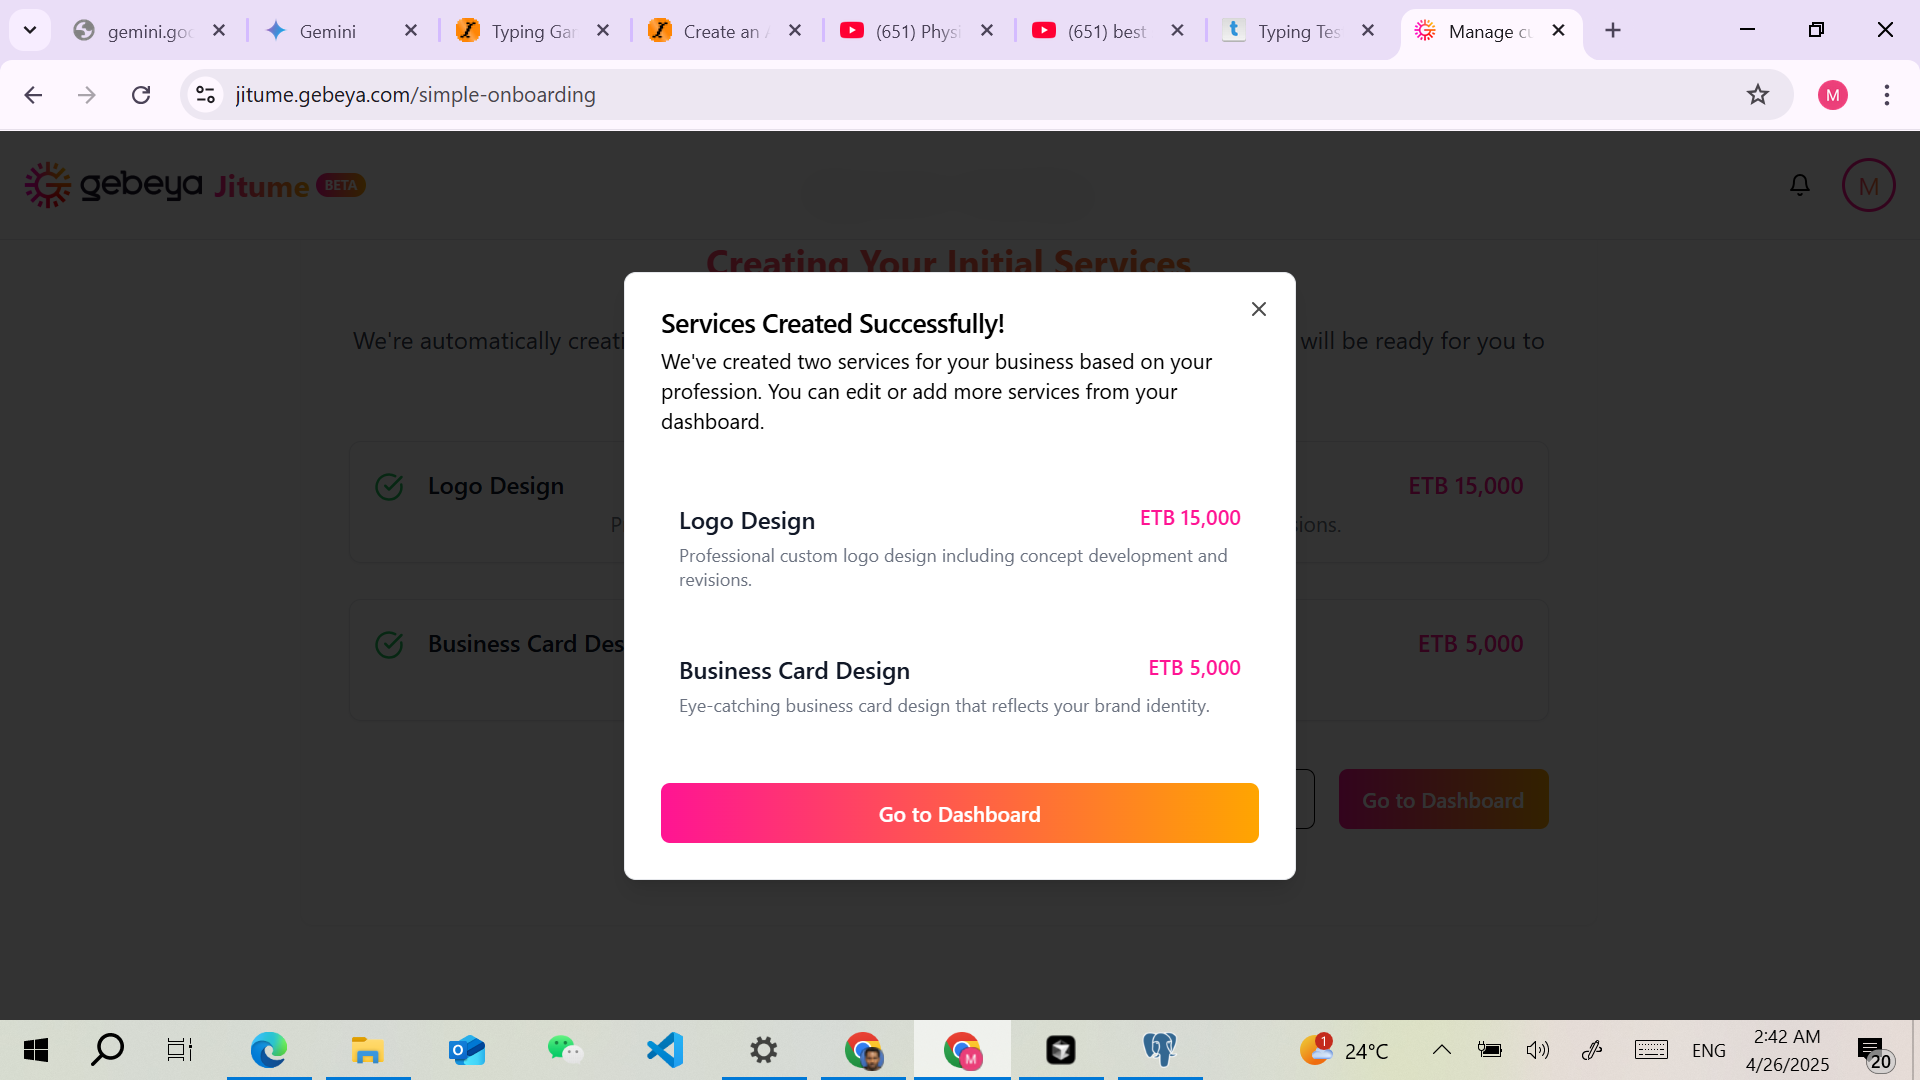 gemini.goo
Gemini
Typing Gar
Create an A
(651) Physi
(651) best
Typing Tes
Manage cu
jitume.gebeya.com/simple-onboarding
M
gebeya Jitume BETA
M
Creating Your Initial Services
We're automatically creati
will be ready for you to
Services Created Successfully!
We've created two services for your business based on your
profession. You can edit or add more services from your
dashboard.
Logo Design
ETB 15,000
P
sions.
Logo Design
ETB 15,000
Professional custom logo design including concept development and
revisions.
Business Card Des
ETB 5,000
Business Card Design
ETB 5,000
Eye-catching business card design that reflects your brand identity.
Go to Dashboard
Go to Dashboard
M
1
24°C
ENG
2:42 AM
4/26/2025
20